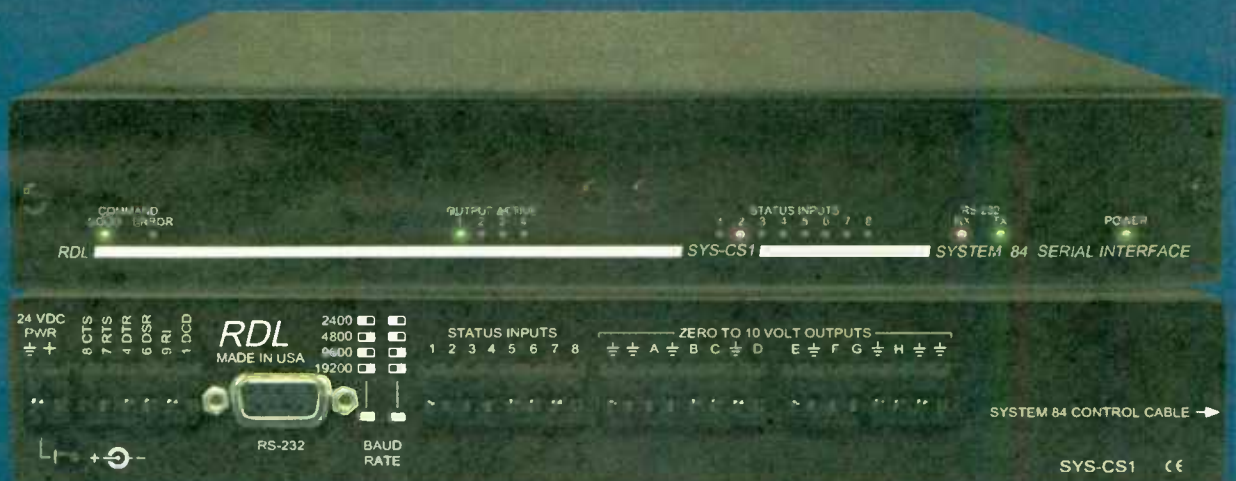 COMMAND
GOOD ERROR
OUTPUT ACTIVE
1 2 3 4
STATUS INPUTS
1 2 3 4 5 6 7 8
RS-232
RX TX
POWER
RDL SYS-CS1 SYSTEM 84 SERIAL INTERFACE
24 VDC
PWR
8 CTS
7 RTS
4 DTR
6 DSR
9 RI
1 DCD
RDL
MADE IN USA
RS-232
2400
4800
9600
19200
BAUD
RATE
STATUS INPUTS
1 2 3 4 5 6 7 8
ZERO TO 10 VOLT OUTPUTS
A B C D E F G H
SYSTEM 84 CONTROL CABLE
SYS-CS1 CE